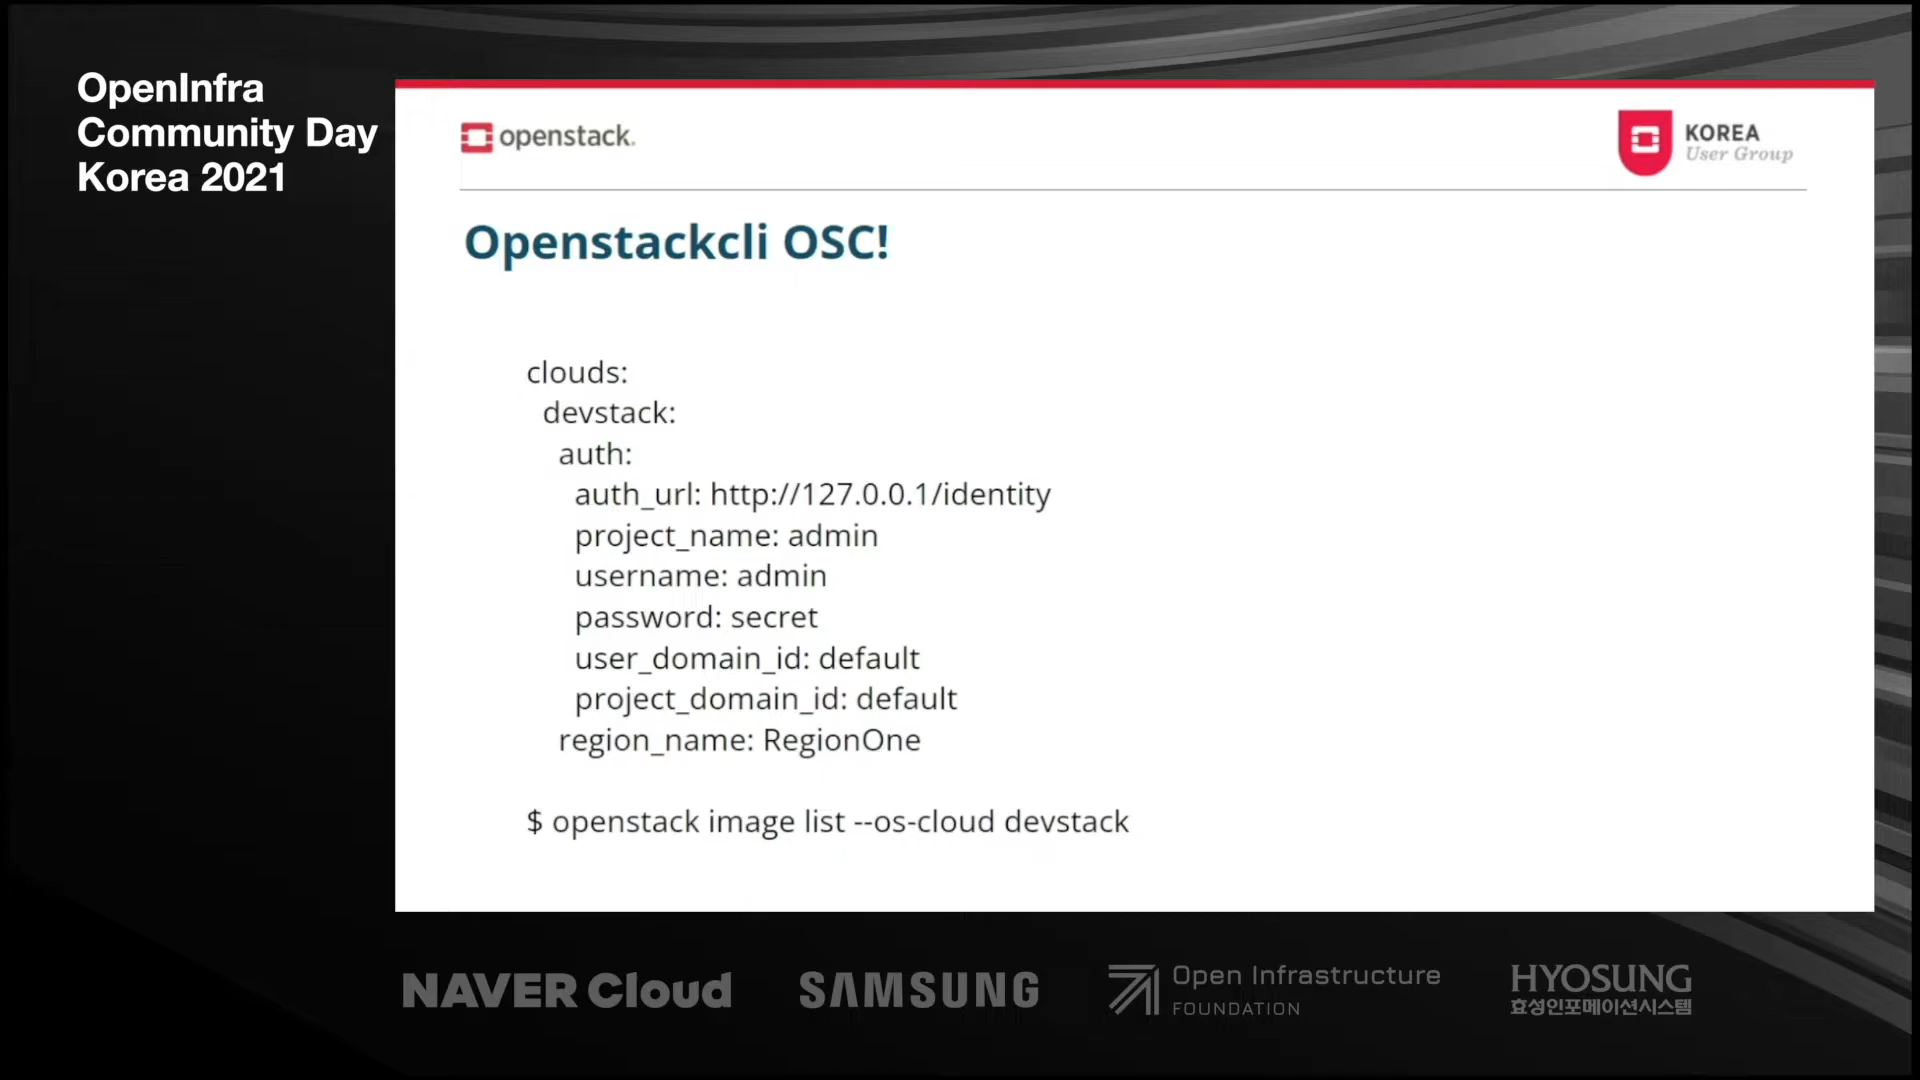 OpenInfra
Community Day
Korea 2021
openstack.
KOREA
User Group
Openstackcli OSC!
clouds:
devstack:
auth:
auth_url: http://127.0.0.1/identity
project_name: admin
username: admin
password: secret
user_domain_id: default
project_domain_id: default
region_name: RegionOne
$ openstack image list --os-cloud devstack
NAVER Cloud
SAMSUNG
Open Infrastructure
FOUNDATION
HYOSUNG
효성인포메이션시스템